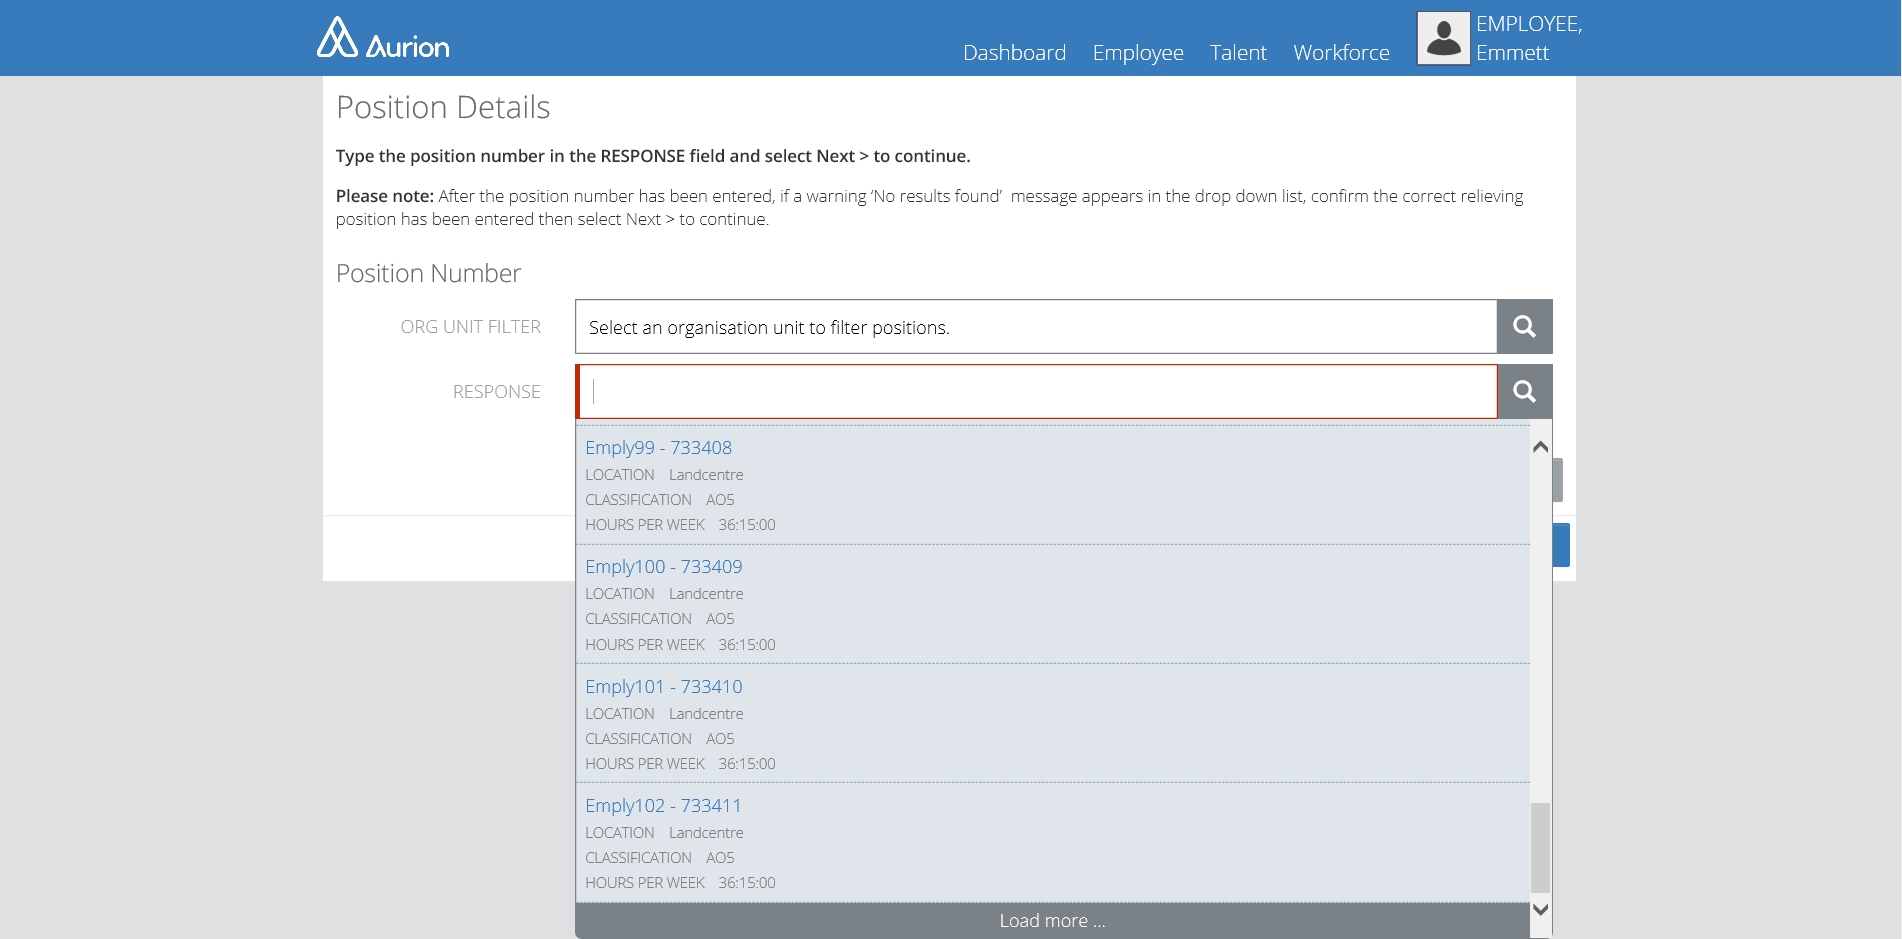 Aurion
Dashboard Employee Talent Workforce
EMPLOYEE,
Emmett
Position Details
Type the position number in the RESPONSE field and select Next > to continue.
Please note: After the position number has been entered, if a warning ‘No results found’  message appears in the drop down list, confirm the correct relieving
position has been entered then select Next > to continue.
Position Number
ORG UNIT FILTER
Select an organisation unit to filter positions.
RESPONSE
Emply99 - 733408
LOCATION Landcentre
CLASSIFICATION AO5
HOURS PER WEEK 36:15:00
Emply100 - 733409
LOCATION Landcentre
CLASSIFICATION AO5
HOURS PER WEEK 36:15:00
Emply101 - 733410
LOCATION Landcentre
CLASSIFICATION AO5
HOURS PER WEEK 36:15:00
Emply102 - 733411
LOCATION Landcentre
CLASSIFICATION AO5
HOURS PER WEEK 36:15:00
Load more ...